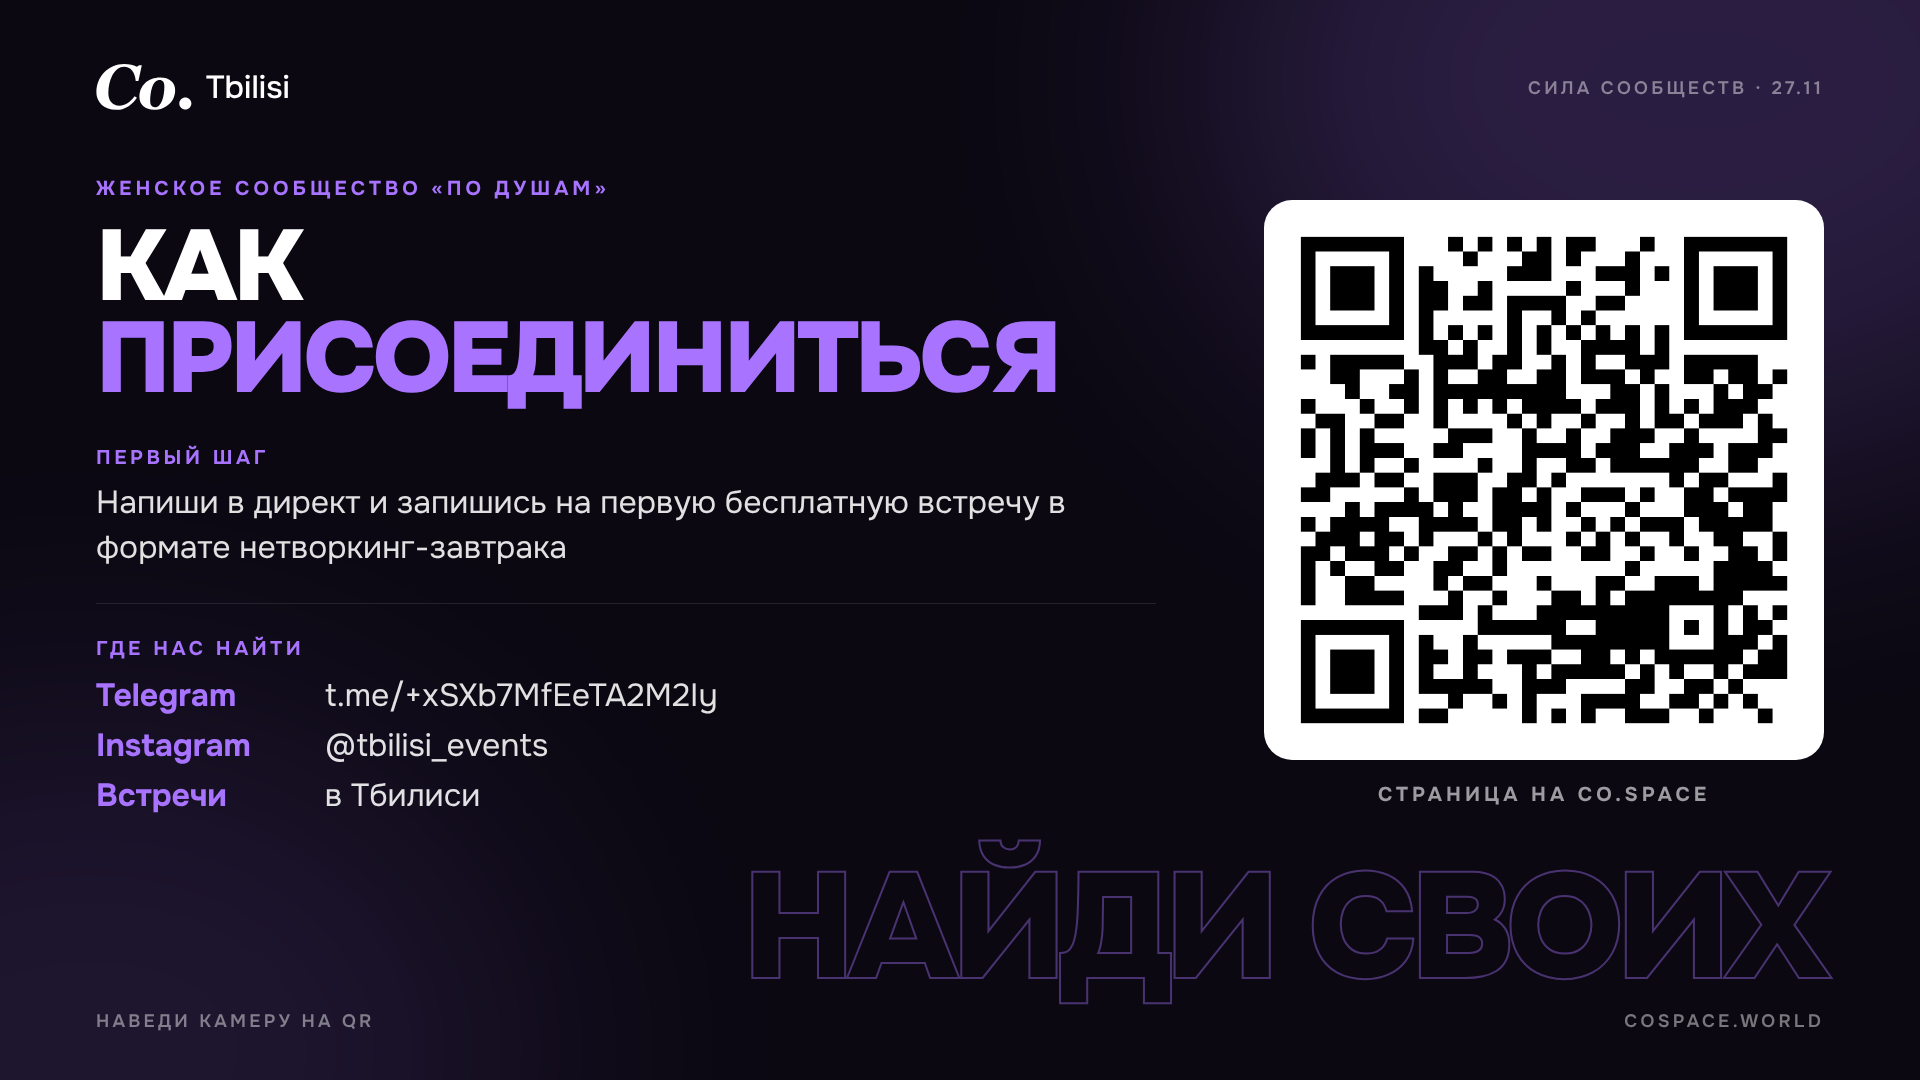 Co. Tbilisi
СИЛА СООБЩЕСТВ · 27.11
ЖЕНСКОЕ СООБЩЕСТВО «ПО ДУШАМ»
КАК
ПРИСОЕДИНИТЬСЯ
ПЕРВЫЙ ШАГ
Напиши в директ и запишись на первую бесплатную встречу в
формате нетворкинг-завтрака
ГДЕ НАС НАЙТИ
Telegram t.me/+xSXb7MfEeTA2M2Iy
Instagram @tbilisi_events
Встречи в Тбилиси
СТРАНИЦА НА CO.SPACE
НАЙДИ СВОИХ
НАВЕДИ КАМЕРУ НА QR
COSPACE.WORLD